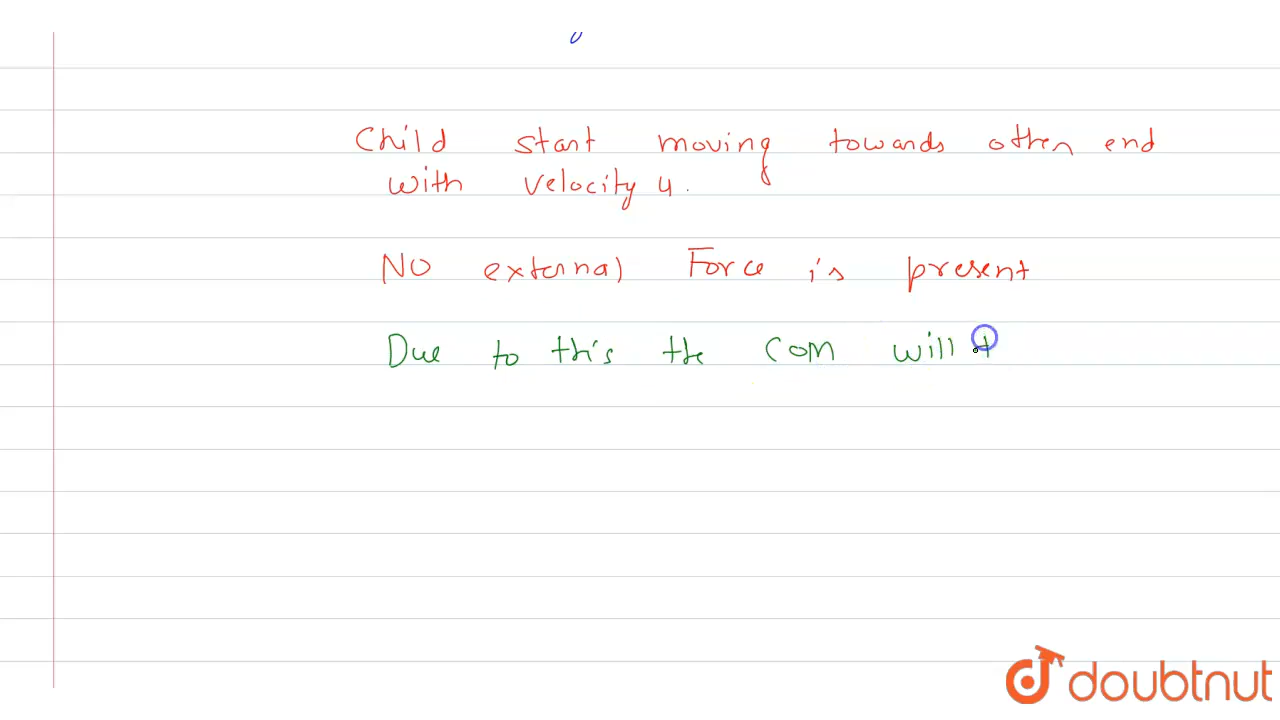 Child start moving towards other end
with velocity u.
No external Force is present
Due to this the COM will t
doubtnut